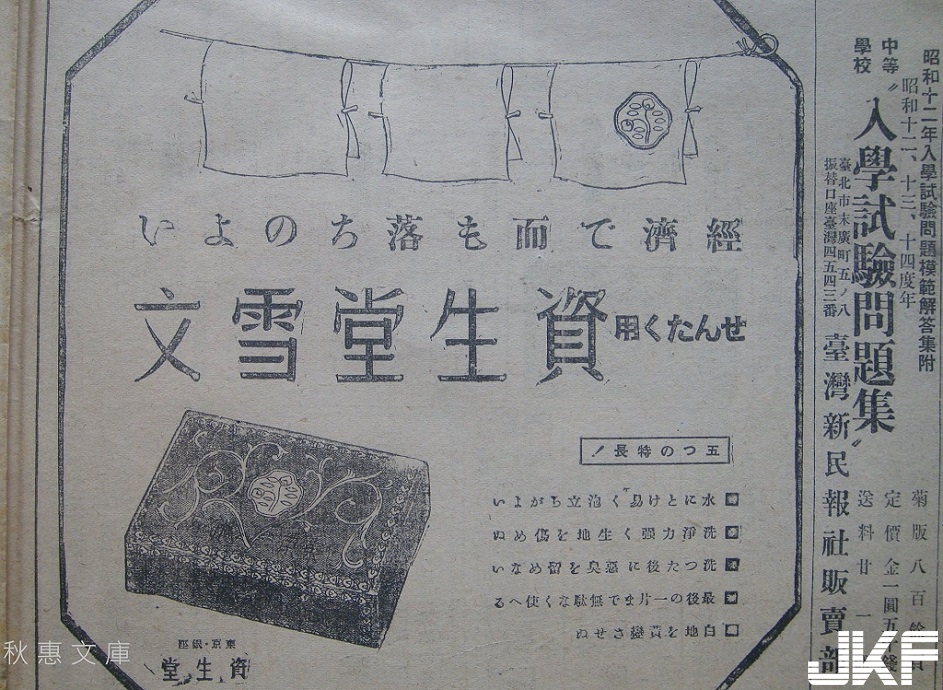 昭和十二年入學試驗問題模範解答集附
昭和十二、十三、十四度年
中等學校
〝入學試驗問題集〟
菊版八百餘頁
定價金一圓五十錢
送料廿一
臺北市末廣町五ノ八
振替口座臺灣四五四三番
臺灣新民報社販賣部
經濟で而も落ちのよい
せんたく用
資生堂雪文
五つの特長！
水にとけ易く泡立ちがよい
洗淨力强く生地を傷めぬ
洗つた後に惡臭を留めない
最後の一片まで無駄なく使へる
白地を黃變させぬ
東京・銀座
資生堂
秋惠文庫
JKF